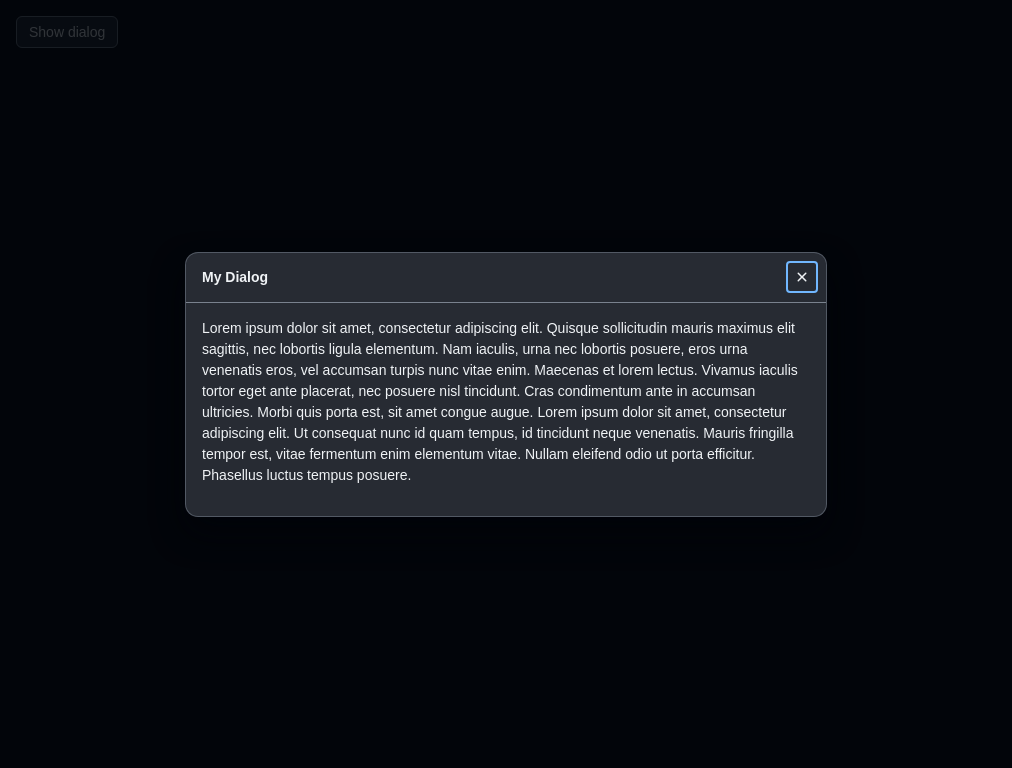 Show dialog
My Dialog
Lorem ipsum dolor sit amet, consectetur adipiscing elit. Quisque sollicitudin mauris maximus elit
sagittis, nec lobortis ligula elementum. Nam iaculis, urna nec lobortis posuere, eros urna
venenatis eros, vel accumsan turpis nunc vitae enim. Maecenas et lorem lectus. Vivamus iaculis
tortor eget ante placerat, nec posuere nisl tincidunt. Cras condimentum ante in accumsan
ultricies. Morbi quis porta est, sit amet congue augue. Lorem ipsum dolor sit amet, consectetur
adipiscing elit. Ut consequat nunc id quam tempus, id tincidunt neque venenatis. Mauris fringilla
tempor est, vitae fermentum enim elementum vitae. Nullam eleifend odio ut porta efficitur.
Phasellus luctus tempus posuere.